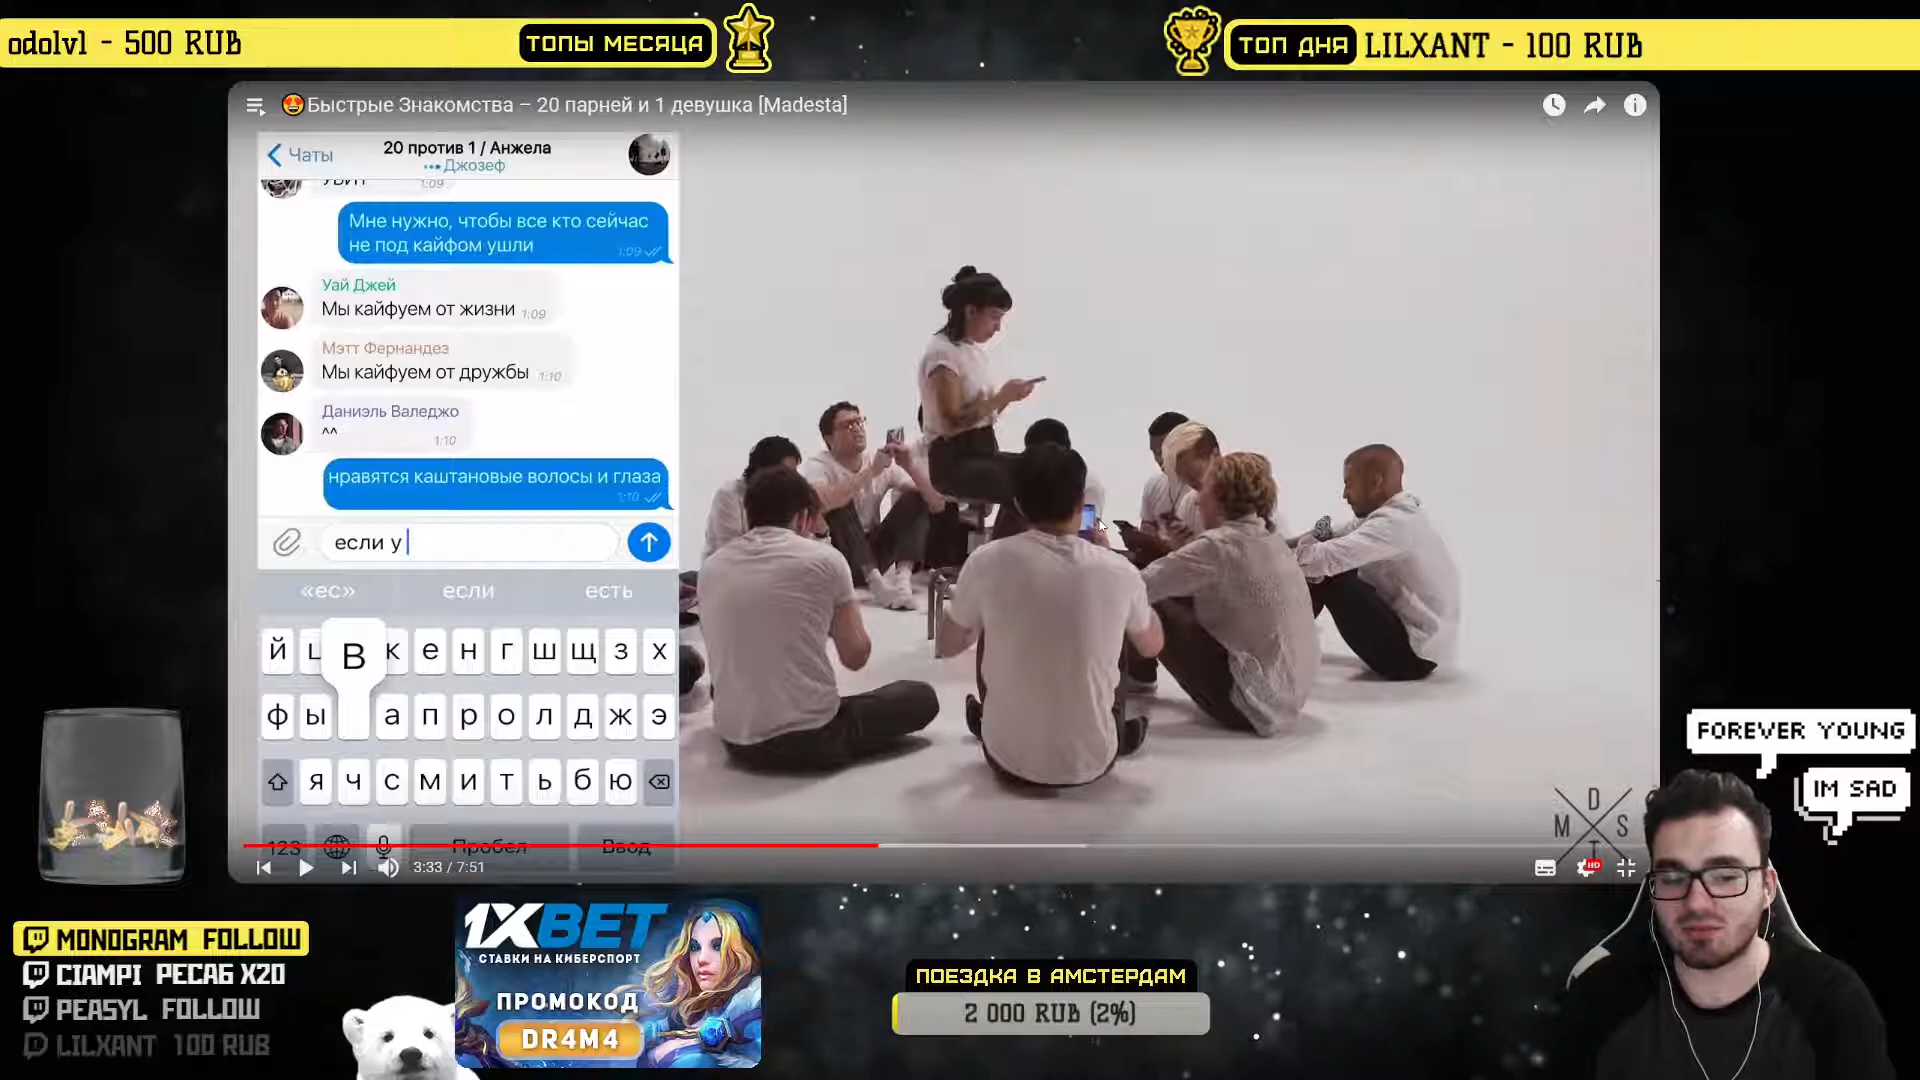 odolvl - 500 RUB
ТОПЫ МЕСЯЦА
ТОП ДНЯ
LILXANT - 100 RUB
Быстрые Знакомства – 20 парней и 1 девушка [Madesta]
Чаты
20 против 1 / Анжела
Джозеф
УБИТ
1:09
Мне нужно, чтобы все кто сейчас
не под кайфом ушли
1:09
Уай Джей
Мы кайфуем от жизни 1:09
Мэтт Фернандез
Мы кайфуем от дружбы 1:10
Даниэль Валеджо
^^
1:10
нравятся каштановые волосы и глаза
1:10
если у
«ес» если есть
й ц В к е н г ш щ з х
ф ы а п р о л д ж э
я ч с м и т ь б ю
123 Пробел Ввод
3:33 / 7:51
HD
D
M S
T
FOREVER YOUNG
IM SAD
MONOGRAM FOLLOW
CIAMPI РЕСАБ X20
PEASYL FOLLOW
LILXANT 100 RUB
1XBET
СТАВКИ НА КИБЕРСПОРТ
ПРОМОКОД
DR4M4
ПОЕЗДКА В АМСТЕРДАМ
2 000 RUB (2%)